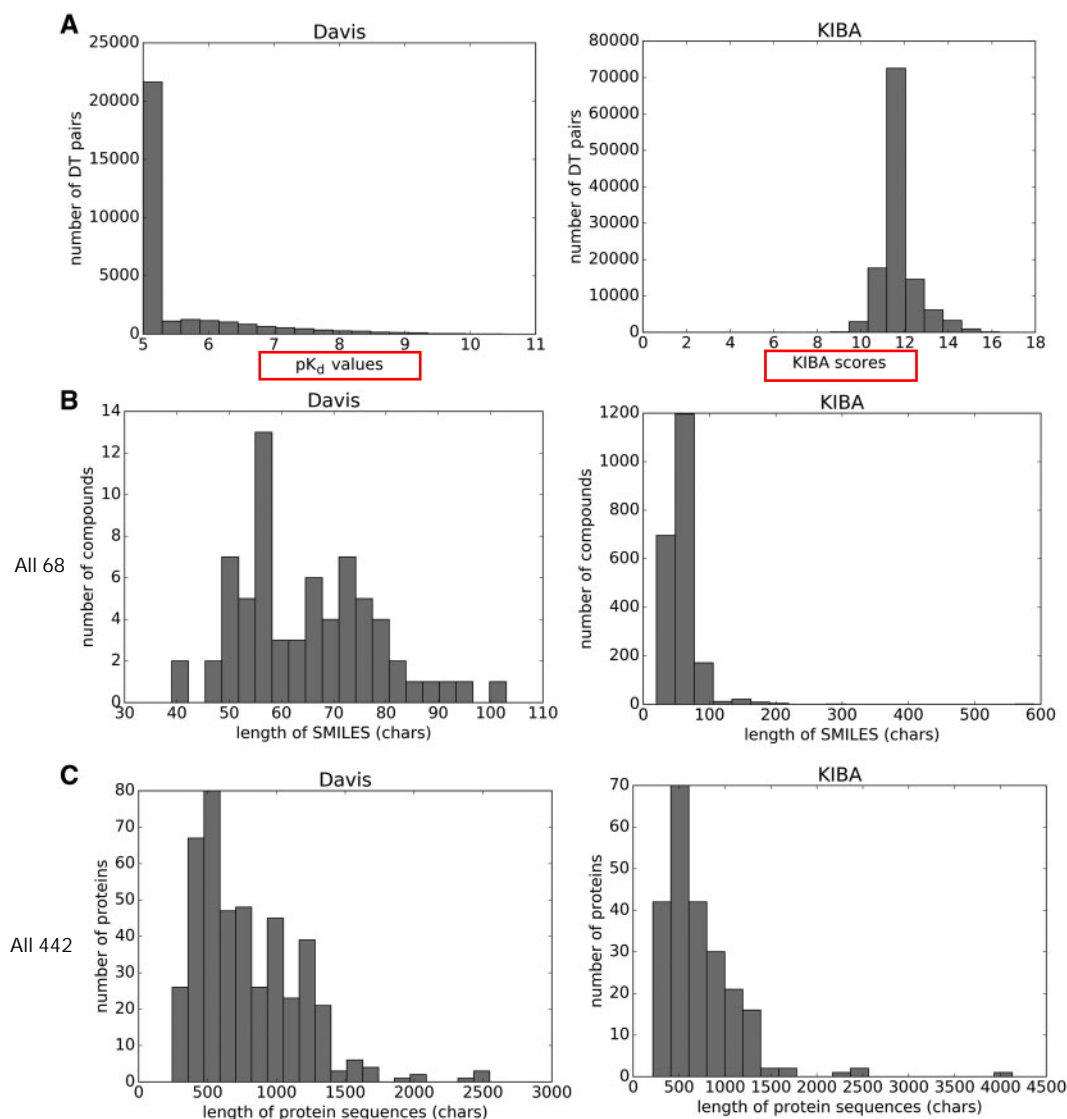 A
Davis
KIBA
number of DT pairs
25000
20000
15000
10000
5000
0
5 6 7 8 9 10 11
pKd values
number of DT pairs
80000
70000
60000
50000
40000
30000
20000
10000
0
0 2 4 6 8 10 12 14 16 18
KIBA scores
B
Davis
KIBA
All 68
number of compounds
14
12
10
8
6
4
2
0
30 40 50 60 70 80 90 100 110
length of SMILES (chars)
number of compounds
1200
1000
800
600
400
200
0
0 100 200 300 400 500 600
length of SMILES (chars)
C
Davis
KIBA
All 442
number of proteins
80
70
60
50
40
30
20
10
0
0 500 1000 1500 2000 2500 3000
length of protein sequences (chars)
number of proteins
70
60
50
40
30
20
10
0
0 500 1000 1500 2000 2500 3000 3500 4000 4500
length of protein sequences (chars)